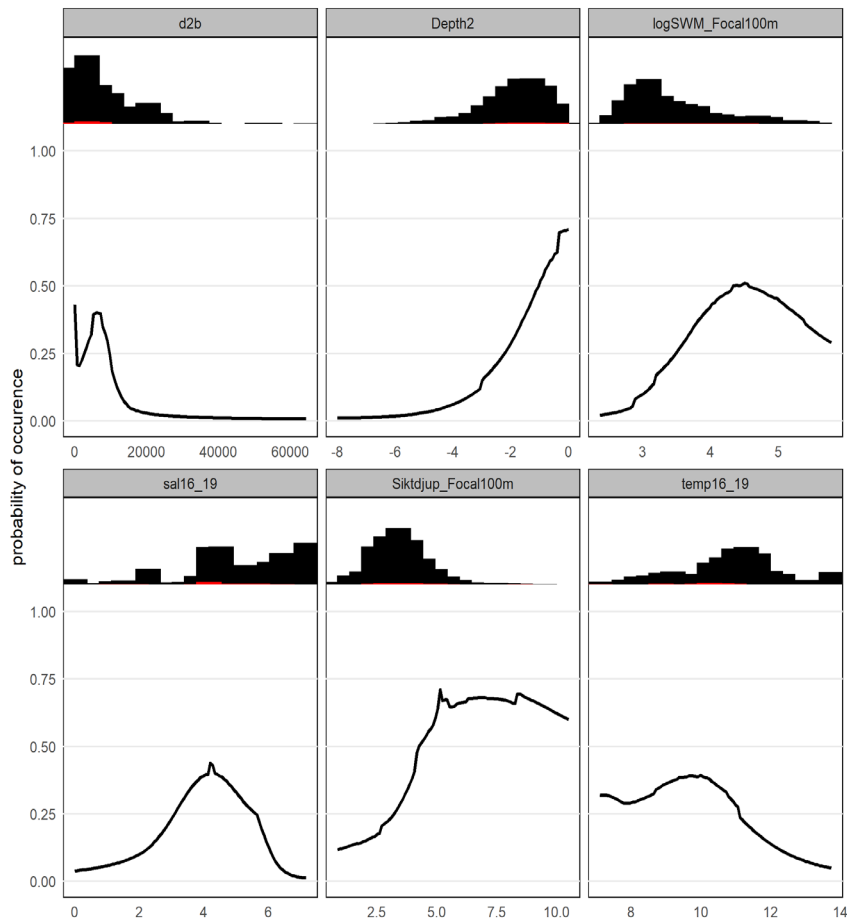 d2b Depth2 logSWM_Focal100m
1.00
0.75
0.50
0.25
0.00
0 20000 40000 60000 -8 -6 -4 -2 0 3 4 5
probability of occurence
sal16_19 Siktdjup_Focal100m temp16_19
1.00
0.75
0.50
0.25
0.00
0 2 4 6 2.5 5.0 7.5 10.0 8 10 12 14